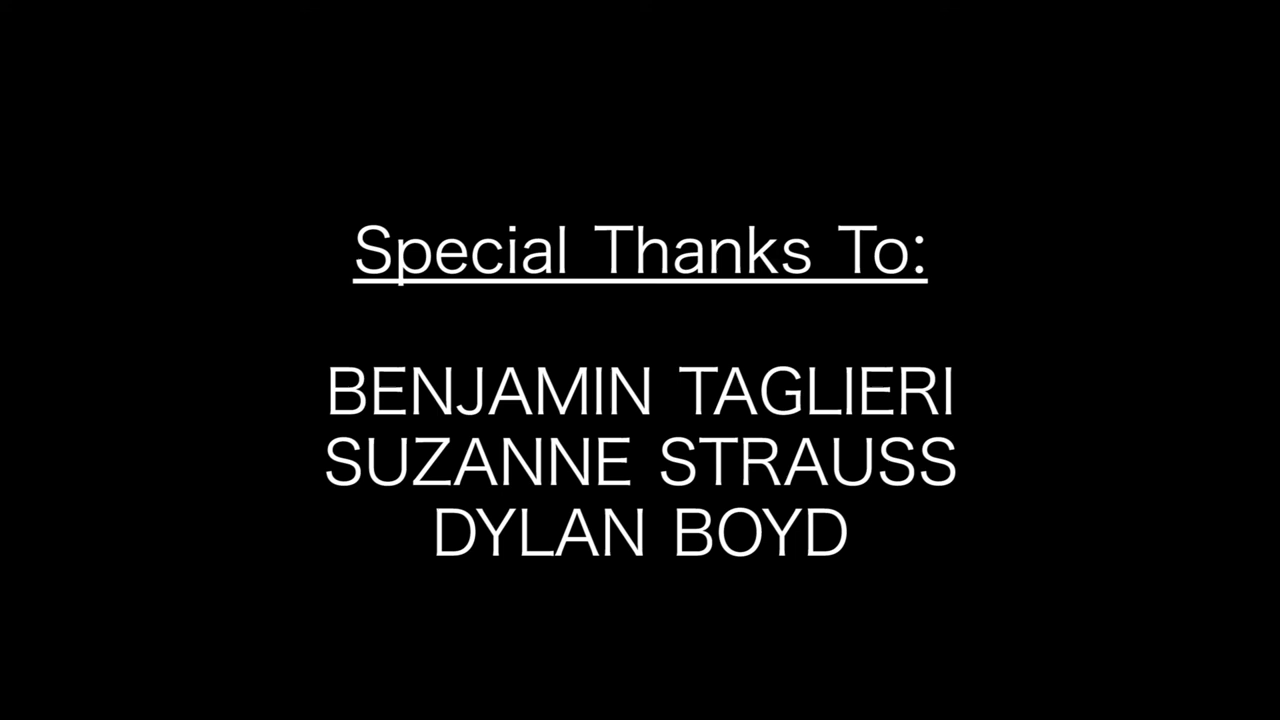 Special Thanks To:
BENJAMIN TAGLIERI
SUZANNE STRAUSS
DYLAN BOYD